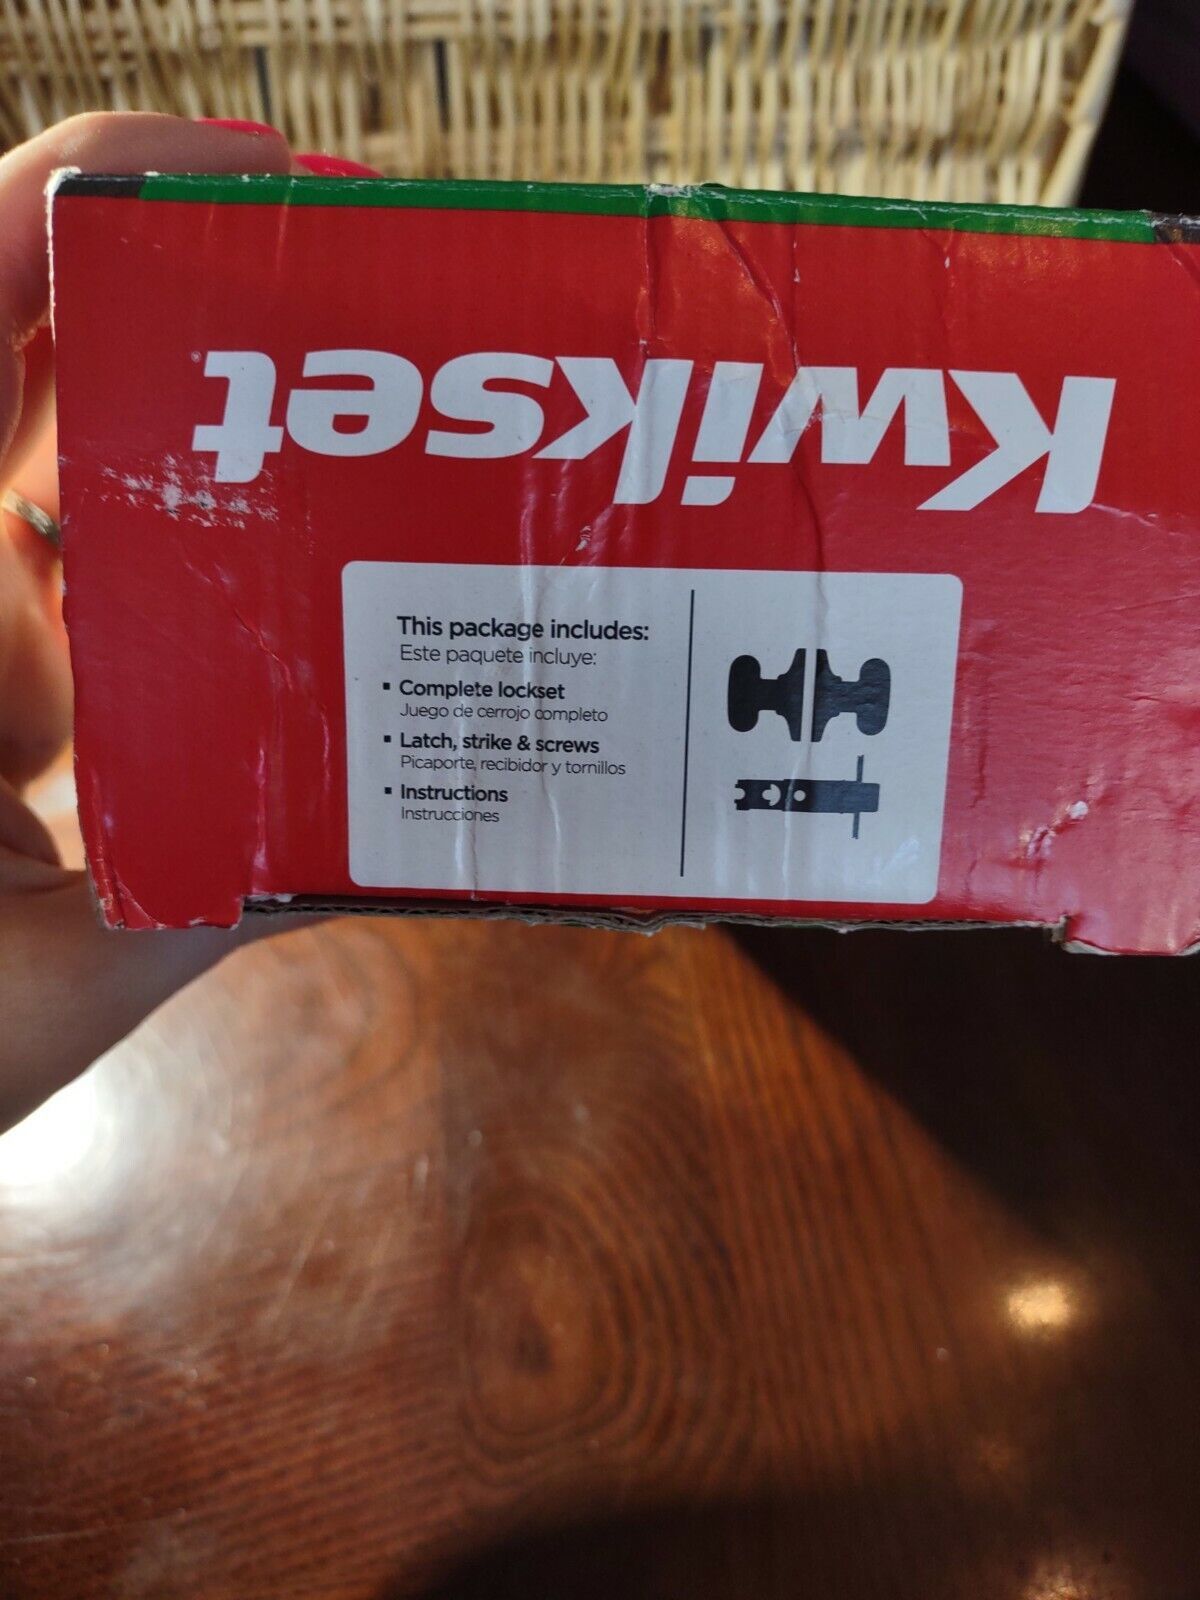 Kwikset
This package includes:
Este paquete incluye:
▪ Complete lockset
Juego de cerrojo completo
▪ Latch, strike & screws
Picaporte, recibidor y tornillos
▪ Instructions
Instrucciones